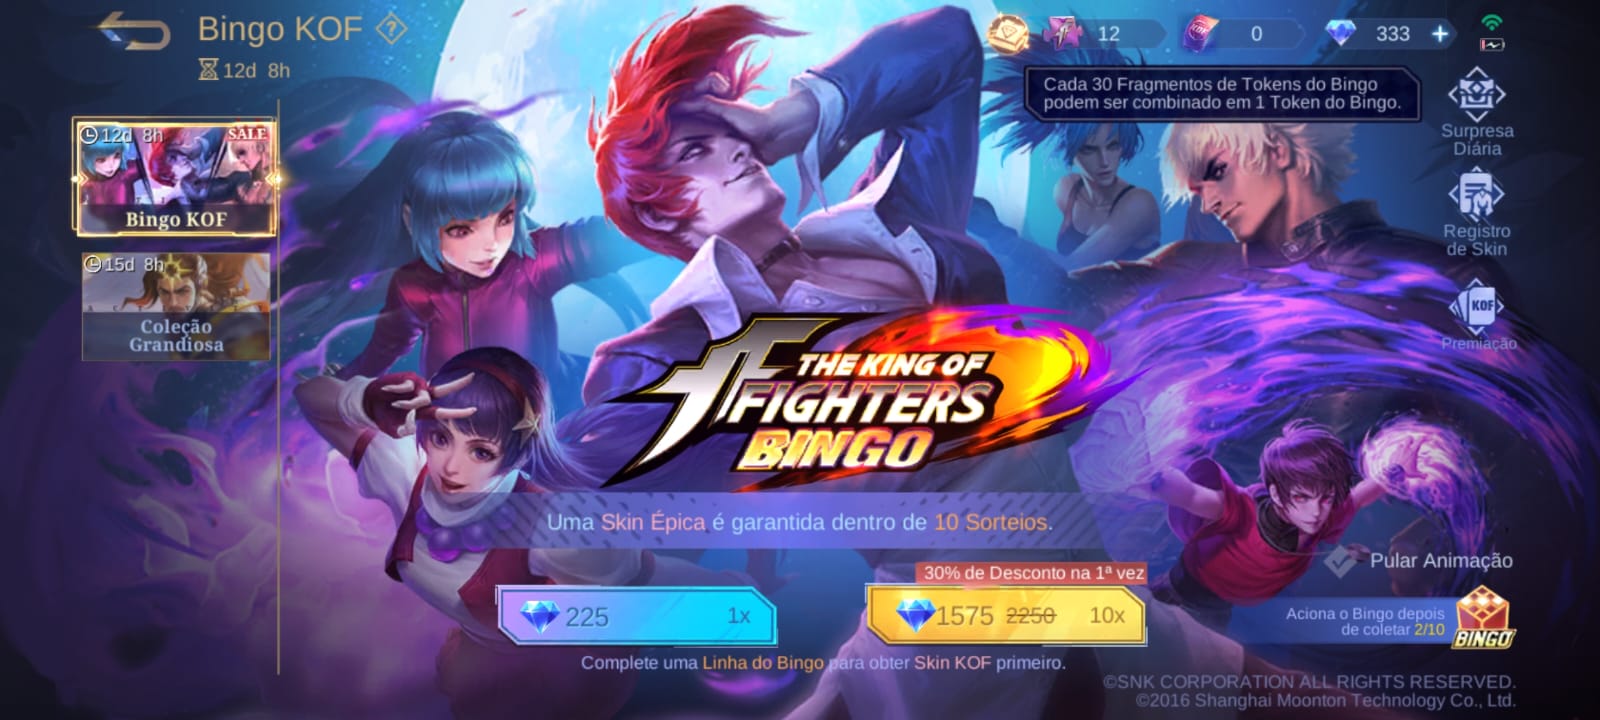 Bingo KOF
?
12d 8h
12
0
333
+
Cada 30 Fragmentos de Tokens do Bingo
podem ser combinado em 1 Token do Bingo.
12d 8h
SALE
Bingo KOF
15d 8h
Coleção
Grandiosa
Surpresa
Diária
Registro
de Skin
KOF
Premiação
THE KING OF
FIGHTERS
BINGO
Uma Skin Épica é garantida dentro de 10 Sorteios.
30% de Desconto na 1ª vez
225
1x
1575 2250
10x
Complete uma Linha do Bingo para obter Skin KOF primeiro.
Pular Animação
Aciona o Bingo depois
de coletar 2/10
BINGO
©SNK CORPORATION ALL RIGHTS RESERVED.
©2016 Shanghai Moonton Technology Co., Ltd.